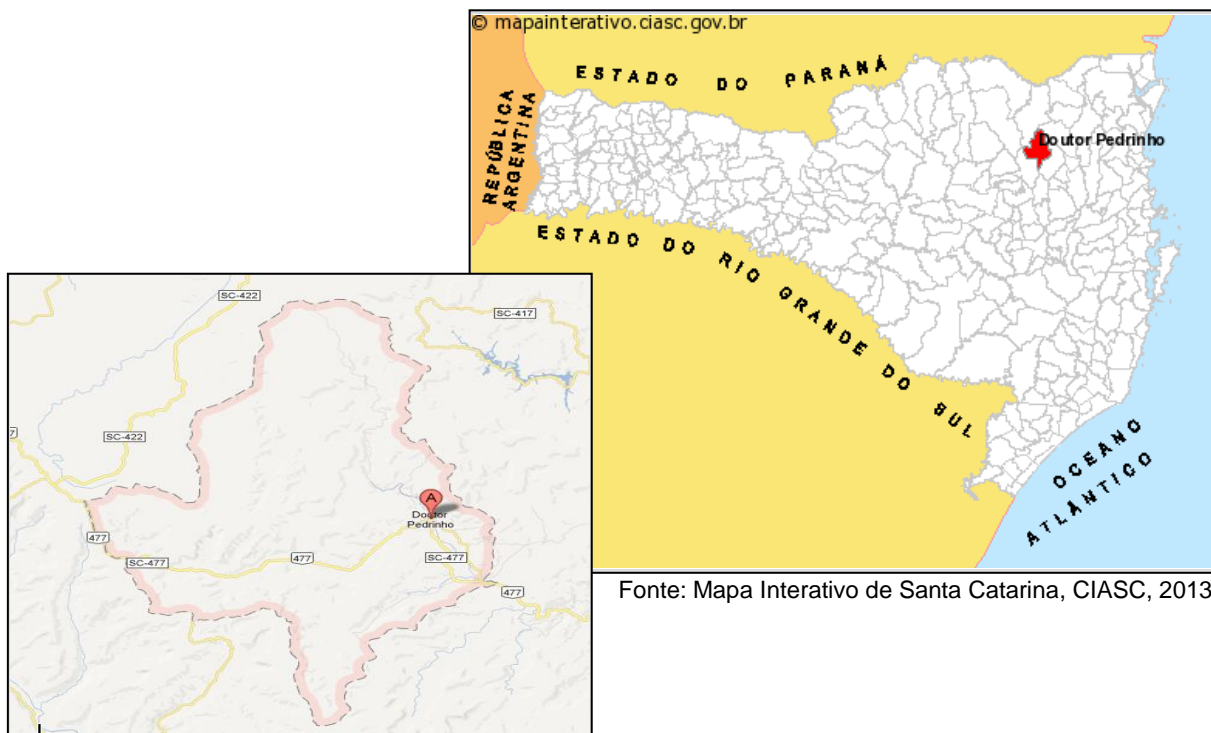 © mapainterativo.ciasc.gov.br
ESTADO DO PARANÁ
REPÚBLICA
ARGENTINA
Doutor Pedrinho
ESTADO DO RIO GRANDE DO SUL
OCEANO
ATLÂNTICO
Fonte: Mapa Interativo de Santa Catarina, CIASC, 2013
SC-422
SC-417
SC-422
7
A
Doutor
Pedrinho
477
SC-477
477
SC-477
477